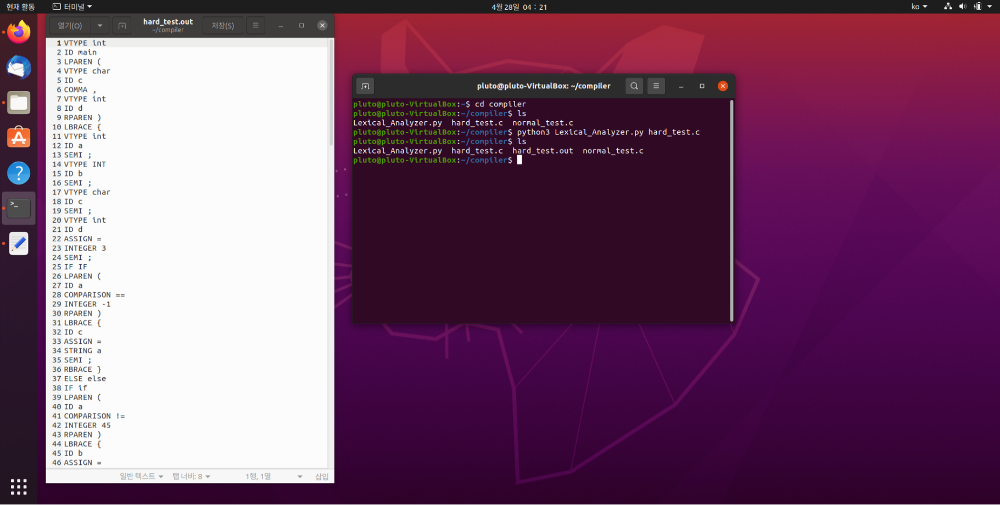 현재 활동
터미널
4월 28일 04 : 21
ko
열기(O)
hard_test.out
~/compiler
저장(S)
1 VTYPE int
2 ID main
3 LPAREN (
4 VTYPE char
5 ID c
6 COMMA ,
7 VTYPE int
8 ID d
9 RPAREN )
10 LBRACE {
11 VTYPE int
12 ID a
13 SEMI ;
14 VTYPE INT
15 ID b
16 SEMI ;
17 VTYPE char
18 ID c
19 SEMI ;
20 VTYPE int
21 ID d
22 ASSIGN =
23 INTEGER 3
24 SEMI ;
25 IF IF
26 LPAREN (
27 ID a
28 COMPARISON ==
29 INTEGER -1
30 RPAREN )
31 LBRACE {
32 ID c
33 ASSIGN =
34 STRING a
35 SEMI ;
36 RBRACE }
37 ELSE else
38 IF if
39 LPAREN (
40 ID a
41 COMPARISON !=
42 INTEGER 45
43 RPAREN )
44 LBRACE {
45 ID b
46 ASSIGN =
일반 텍스트
탭 너비: 8
1행, 1열
삽입
pluto@pluto-VirtualBox: ~/compiler
pluto@pluto-VirtualBox:~$ cd compiler
pluto@pluto-VirtualBox:~/compiler$ ls
Lexical_Analyzer.py hard_test.c normal_test.c
pluto@pluto-VirtualBox:~/compiler$ python3 Lexical_Analyzer.py hard_test.c
pluto@pluto-VirtualBox:~/compiler$ ls
Lexical_Analyzer.py hard_test.c hard_test.out normal_test.c
pluto@pluto-VirtualBox:~/compiler$